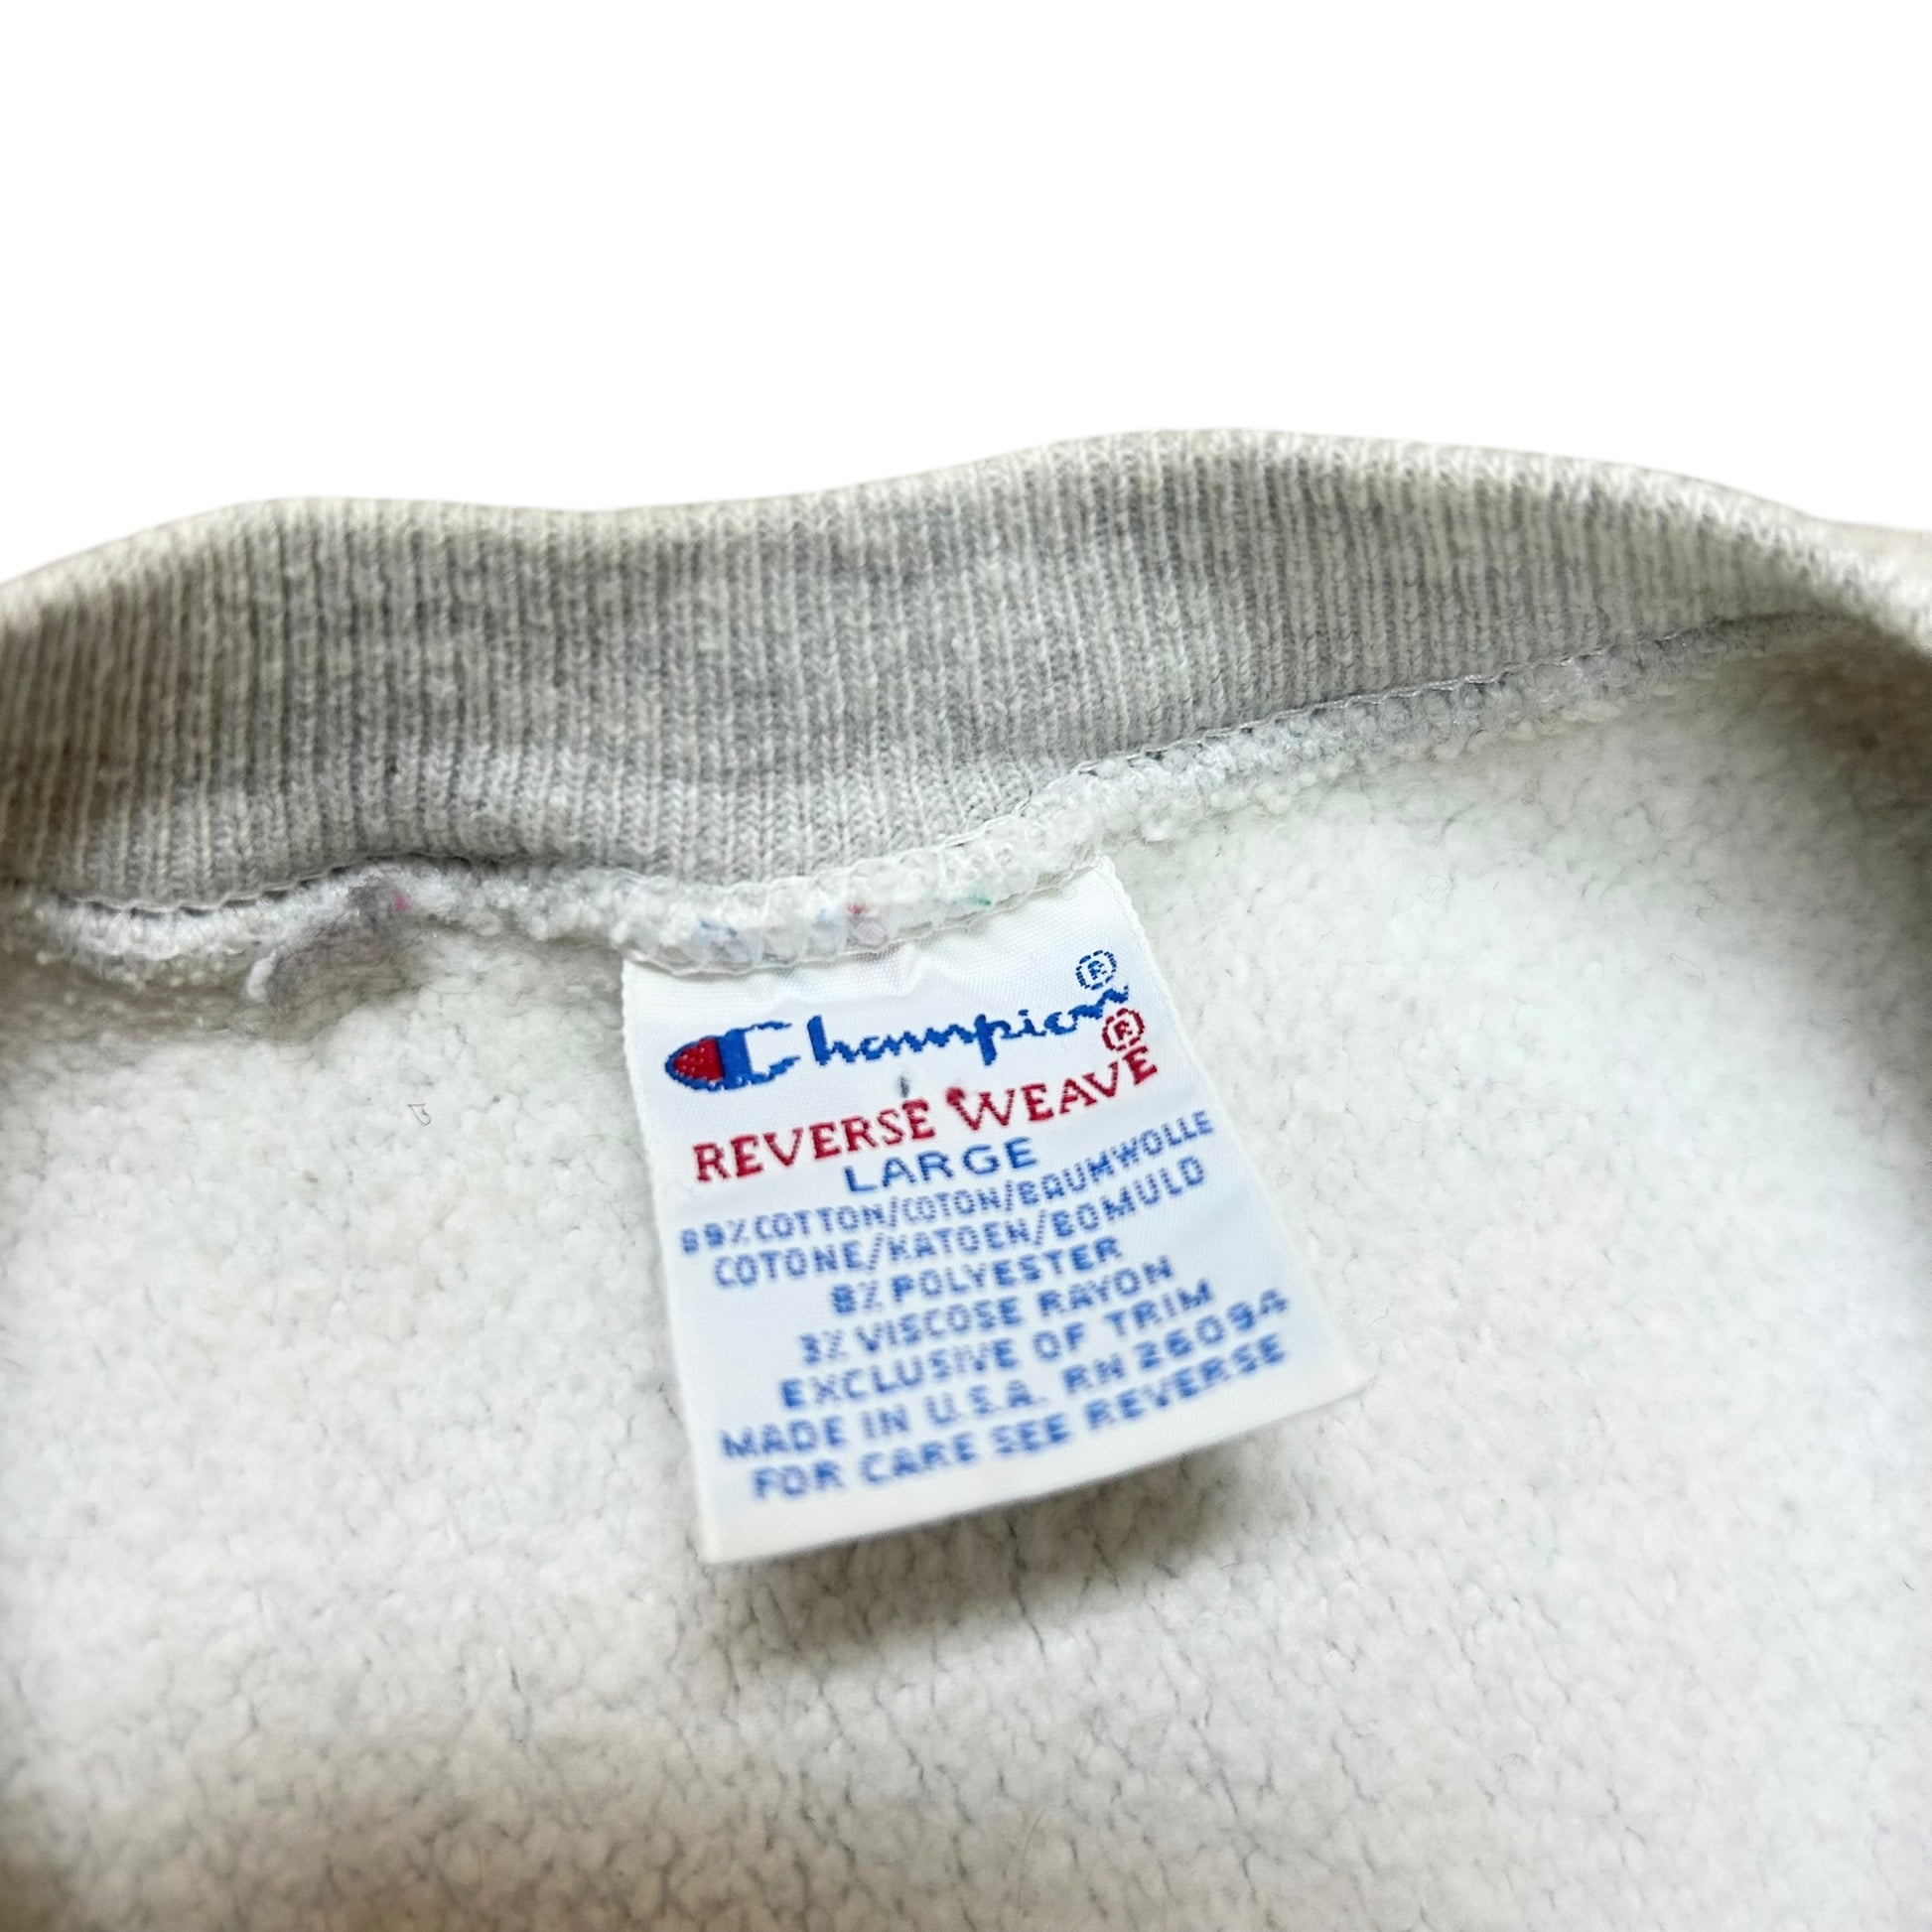 Champion®
REVERSE WEAVE®
LARGE
89% COTTON/COTON/BAUMWOLLE
COTONE/KATOEN/BOMULD
8% POLYESTER
3% VISCOSE RAYON
EXCLUSIVE OF TRIM
MADE IN U.S.A. RN 26094
FOR CARE SEE REVERSE